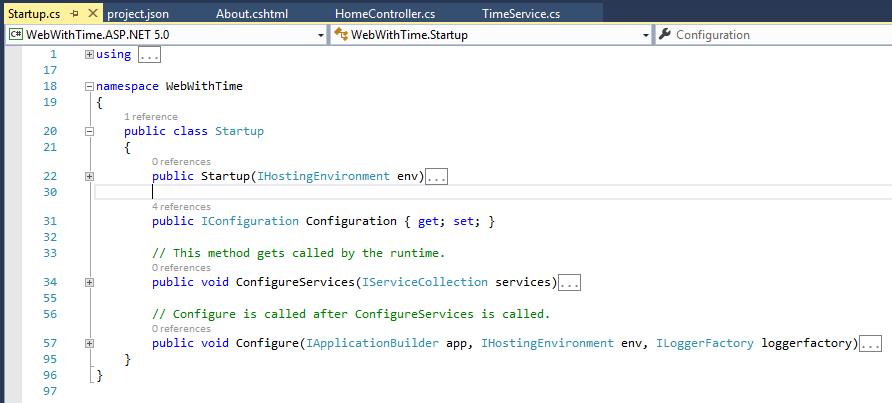 Startup.cs project.json About.cshtml HomeController.cs TimeService.cs
C# WebWithTime.ASP.NET 5.0 WebWithTime.Startup Configuration
1 using ...
17
18 namespace WebWithTime
19 {
1 reference
20 public class Startup
21 {
0 references
22 public Startup(IHostingEnvironment env)...
30
4 references
31 public IConfiguration Configuration { get; set; }
32
33 // This method gets called by the runtime.
0 references
34 public void ConfigureServices(IServiceCollection services)...
55
56 // Configure is called after ConfigureServices is called.
0 references
57 public void Configure(IApplicationBuilder app, IHostingEnvironment env, ILoggerFactory loggerfactory)...
95 }
96 }
97